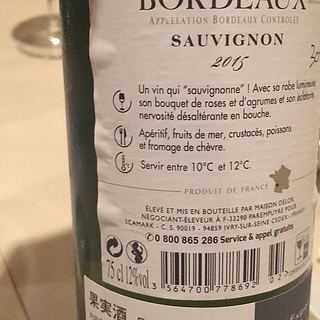 BORDEAUX
APPELLATION BORDEAUX CONTRÔLÉE
SAUVIGNON
2015
Un vin qui "sauvignonne" ! Avec sa robe lumineuse,
son bouquet de roses et d'agrumes et son éclatante
nervosité désaltérante en bouche.
Apéritif, fruits de mer, crustacés, poissons
et fromage de chèvre.
Servir entre 10°C et 12°C.
PRODUIT DE FRANCE
ÉLEVÉ ET MIS EN BOUTEILLE PAR MAISON DELOR,
NÉGOCIANT-ÉLEVEUR À F-33290 PAREMPUYRE POUR
SCAMARK - C.S. 90019 - 94859 IVRY-SUR-SEINE CEDEX - FRANCE
0 800 865 286 Service & appel gratuits
75 cl 12%vol
3 564700 778692
果実酒